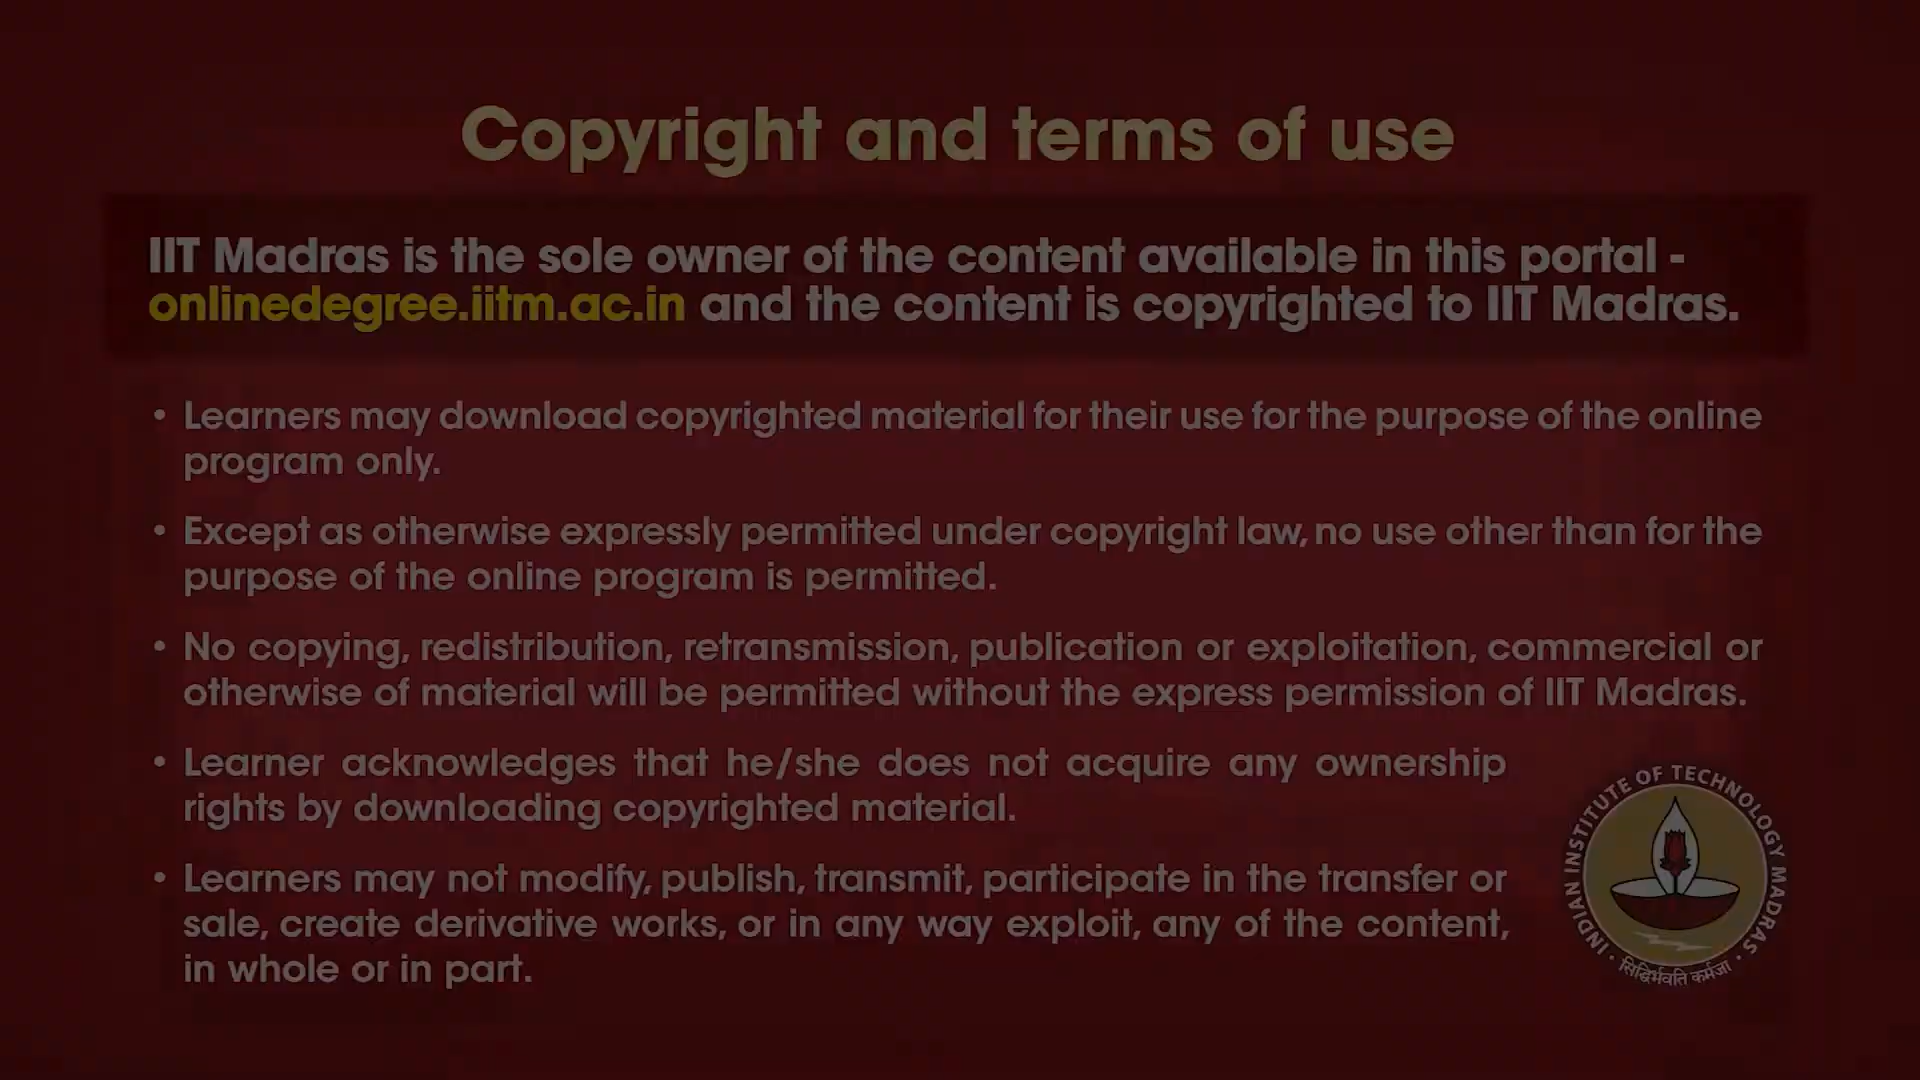 Copyright and terms of use
IIT Madras is the sole owner of the content available in this portal -
onlinedegree.iitm.ac.in and the content is copyrighted to IIT Madras.
• Learners may download copyrighted material for their use for the purpose of the online
program only.
• Except as otherwise expressly permitted under copyright law, no use other than for the
purpose of the online program is permitted.
• No copying, redistribution, retransmission, publication or exploitation, commercial or
otherwise of material will be permitted without the express permission of IIT Madras.
• Learner acknowledges that he/she does not acquire any ownership
rights by downloading copyrighted material.
• Learners may not modify, publish, transmit, participate in the transfer or
sale, create derivative works, or in any way exploit, any of the content,
in whole or in part.
INDIAN INSTITUTE OF TECHNOLOGY MADRAS
सिद्धिर्भवति कर्मजा